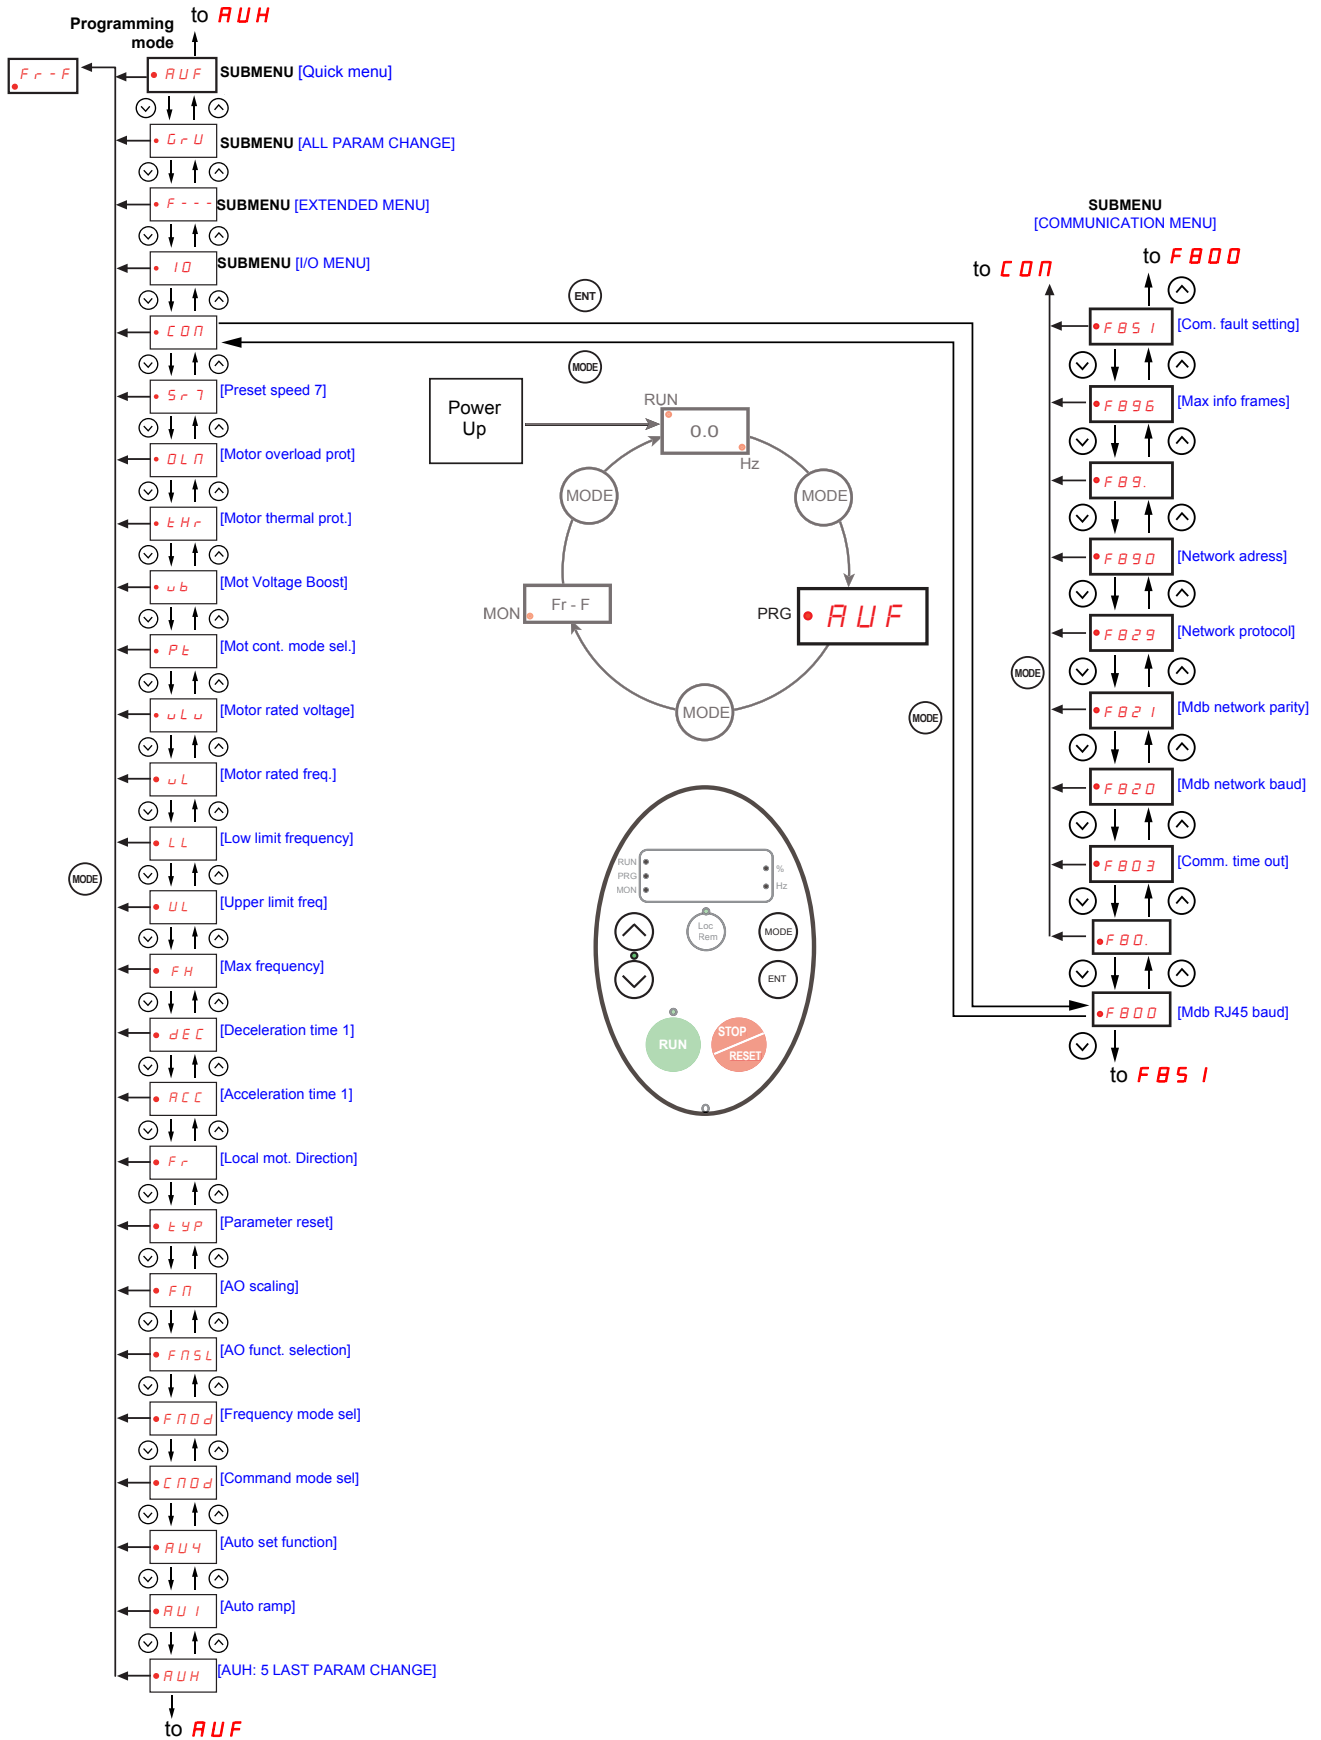 to AUH
Programming
mode
Fr-F
AUF
SUBMENU [Quick menu]
GrU
SUBMENU [ALL PARAM CHANGE]
F---
SUBMENU [EXTENDED MENU]
IO
SUBMENU [I/O MENU]
COM
Sr7
[Preset speed 7]
OLM
[Motor overload prot]
tHr
[Motor thermal prot.]
ub
[Mot Voltage Boost]
Pt
[Mot cont. mode sel.]
uLu
[Motor rated voltage]
uL
[Motor rated freq.]
LL
[Low limit frequency]
UL
[Upper limit freq]
FH
[Max frequency]
dEC
[Deceleration time 1]
ACC
[Acceleration time 1]
Fr
[Local mot. Direction]
tYP
[Parameter reset]
FM
[AO scaling]
FMSL
[AO funct. selection]
FMOd
[Frequency mode sel]
CMOd
[Command mode sel]
AU4
[Auto set function]
AU1
[Auto ramp]
AUH
[AUH: 5 LAST PARAM CHANGE]
to AUF
MODE
ENT
MODE
Power
Up
RUN
0.0
Hz
MODE
MODE
MON
Fr - F
PRG
AUF
MODE
MODE
RUN
PRG
MON
%
Hz
Loc
Rem
MODE
ENT
RUN
STOP
RESET
SUBMENU
[COMMUNICATION MENU]
to COM
to F800
F851
[Com. fault setting]
F896
[Max info frames]
F89.
F890
[Network adress]
F829
[Network protocol]
MODE
F821
[Mdb network parity]
F820
[Mdb network baud]
F803
[Comm. time out]
F80.
F800
[Mdb RJ45 baud]
to F851